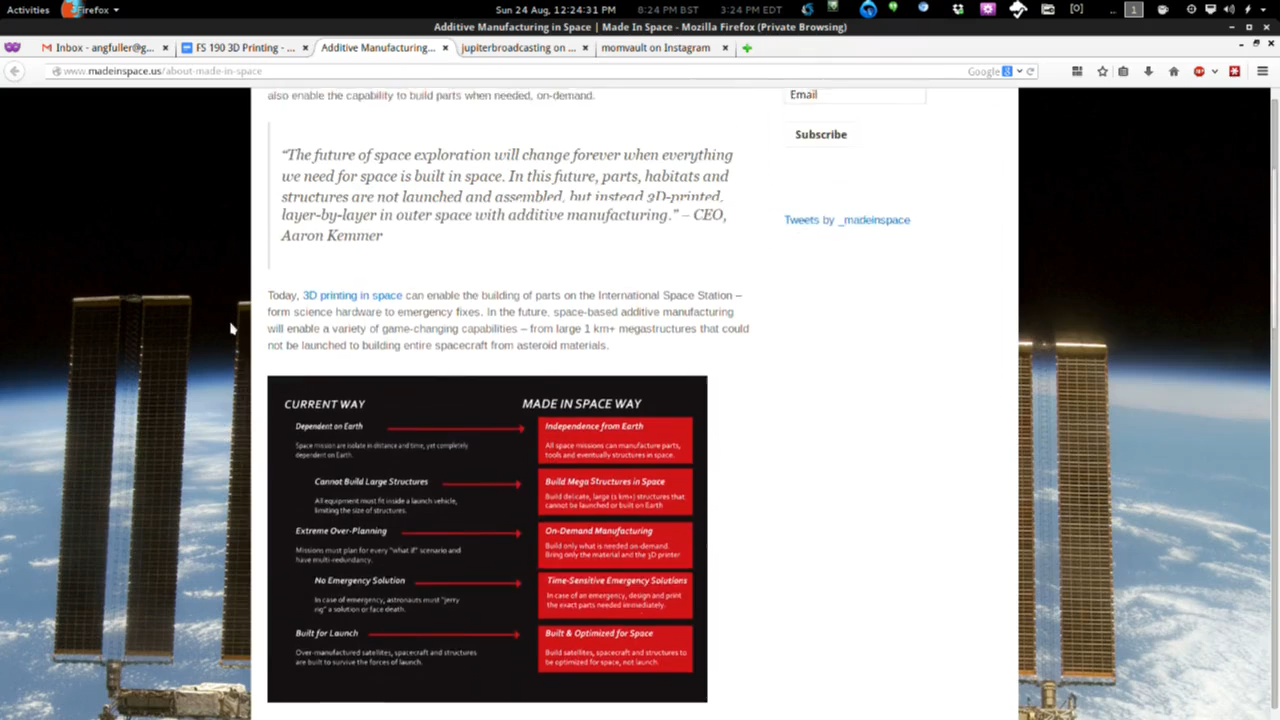 Activities
Firefox
Sun 24 Aug, 12:24:31 PM
8:24 PM BST
3:24 PM EDT
1
Additive Manufacturing in Space | Made In Space - Mozilla Firefox (Private Browsing)
Inbox - angfuller@g...
FS 190 3D Printing - ...
Additive Manufacturing...
jupiterbroadcasting on ...
momvault on Instagram
www.madeinspace.us/about-made-in-space
Google
also enable the capability to build parts when needed, on-demand.
Email
Subscribe
“The future of space exploration will change forever when everything
we need for space is built in space. In this future, parts, habitats and
structures are not launched and assembled, but instead 3D-printed,
layer-by-layer in outer space with additive manufacturing.” – CEO,
Aaron Kemmer
Tweets by _madeinspace
Today, 3D printing in space can enable the building of parts on the International Space Station –
form science hardware to emergency fixes. In the future, space-based additive manufacturing
will enable a variety of game-changing capabilities – from large 1 km+ megastructures that could
not be launched to building entire spacecraft from asteroid materials.
CURRENT WAY
MADE IN SPACE WAY
Dependent on Earth
Space mission are isolate in distance and time, yet completely
dependent on Earth.
Independence from Earth
All space missions can manufacture parts,
tools and eventually structures in space.
Cannot Build Large Structures
All equipment must fit inside a launch vehicle,
limiting the size of structures.
Build Mega Structures in Space
Build delicate, large (1 km+) structures that
cannot be launched or built on Earth
Extreme Over-Planning
Missions must plan for every "what if" scenario and
have multi-redundancy.
On-Demand Manufacturing
Build only what is needed on-demand.
Bring only the material and the 3D printer
No Emergency Solution
In case of emergency, astronauts must "jerry
rig" a solution or face death.
Time-Sensitive Emergency Solutions
In case of an emergency, design and print
the exact parts needed immediately.
Built for Launch
Over-manufactured satellites, spacecraft and structures
are built to survive the forces of launch.
Built & Optimized for Space
Build satellites, spacecraft and structures to
be optimized for space, not launch.